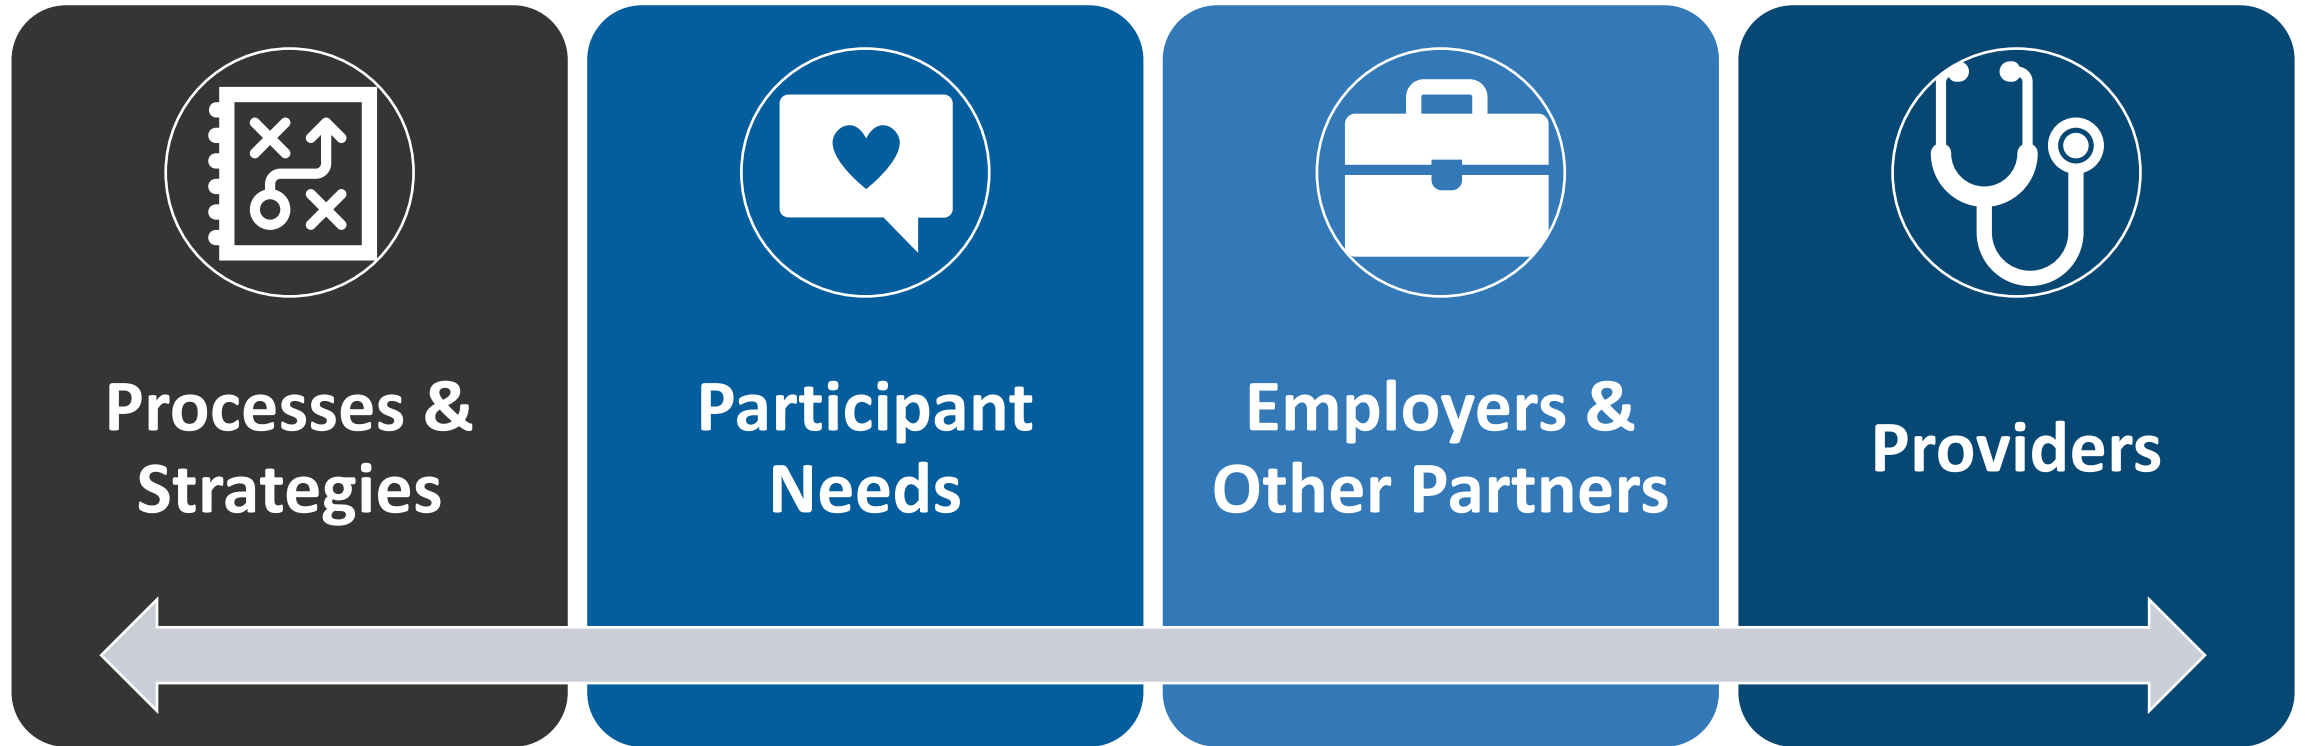 Processes &
Strategies
Participant
Needs
Employers &
Other Partners
Providers